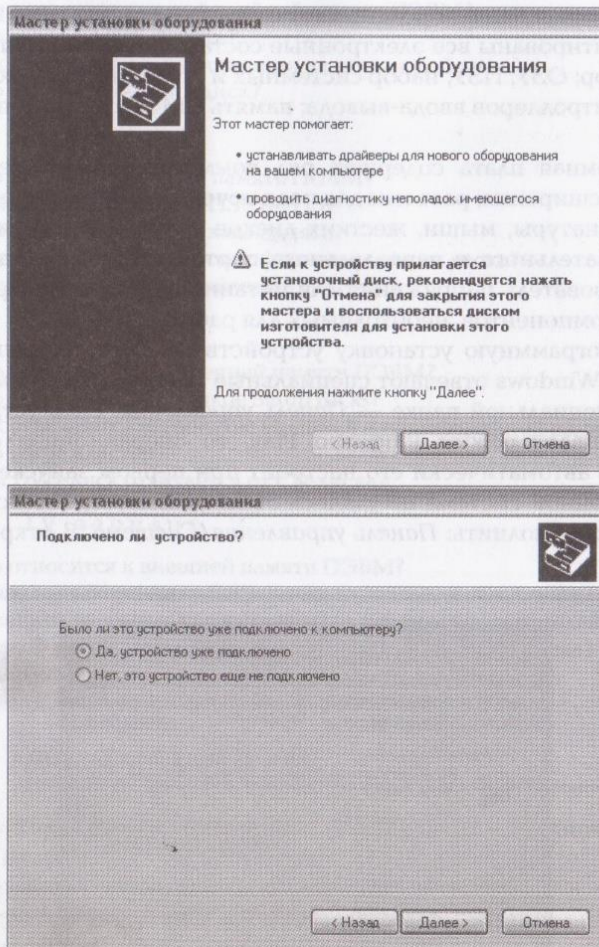 Мастер установки оборудования
Мастер установки оборудования
Этот мастер помогает:
• устанавливать драйверы для нового оборудования
на вашем компьютере
• проводить диагностику неполадок имеющегося
оборудования
Если к устройству прилагается
установочный диск, рекомендуется нажать
кнопку "Отмена" для закрытия этого
мастера и воспользоваться диском
изготовителя для установки этого
устройства.
Для продолжения нажмите кнопку "Далее".
< Назад Далее > Отмена
Мастер установки оборудования
Подключено ли устройство?
Было ли это устройство уже подключено к компьютеру?
Да, устройство уже подключено
Нет, это устройство еще не подключено
< Назад Далее > Отмена